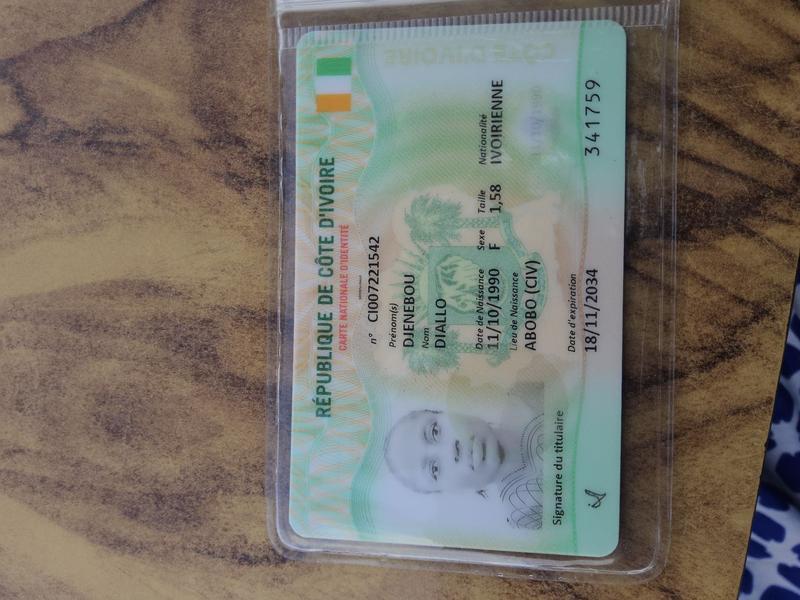 RÉPUBLIQUE DE CÔTE D'IVOIRE
CARTE NATIONALE D'IDENTITÉ
n° CI007221542
Prénom(s)
DJENEBOU
Nom
DIALLO
Date de Naissance Sexe Taille Nationalité
11/10/1990 F 1,58 IVOIRIENNE
Lieu de Naissance
ABOBO (CIV)
Date d'expiration
18/11/2034
341759
Signature du titulaire